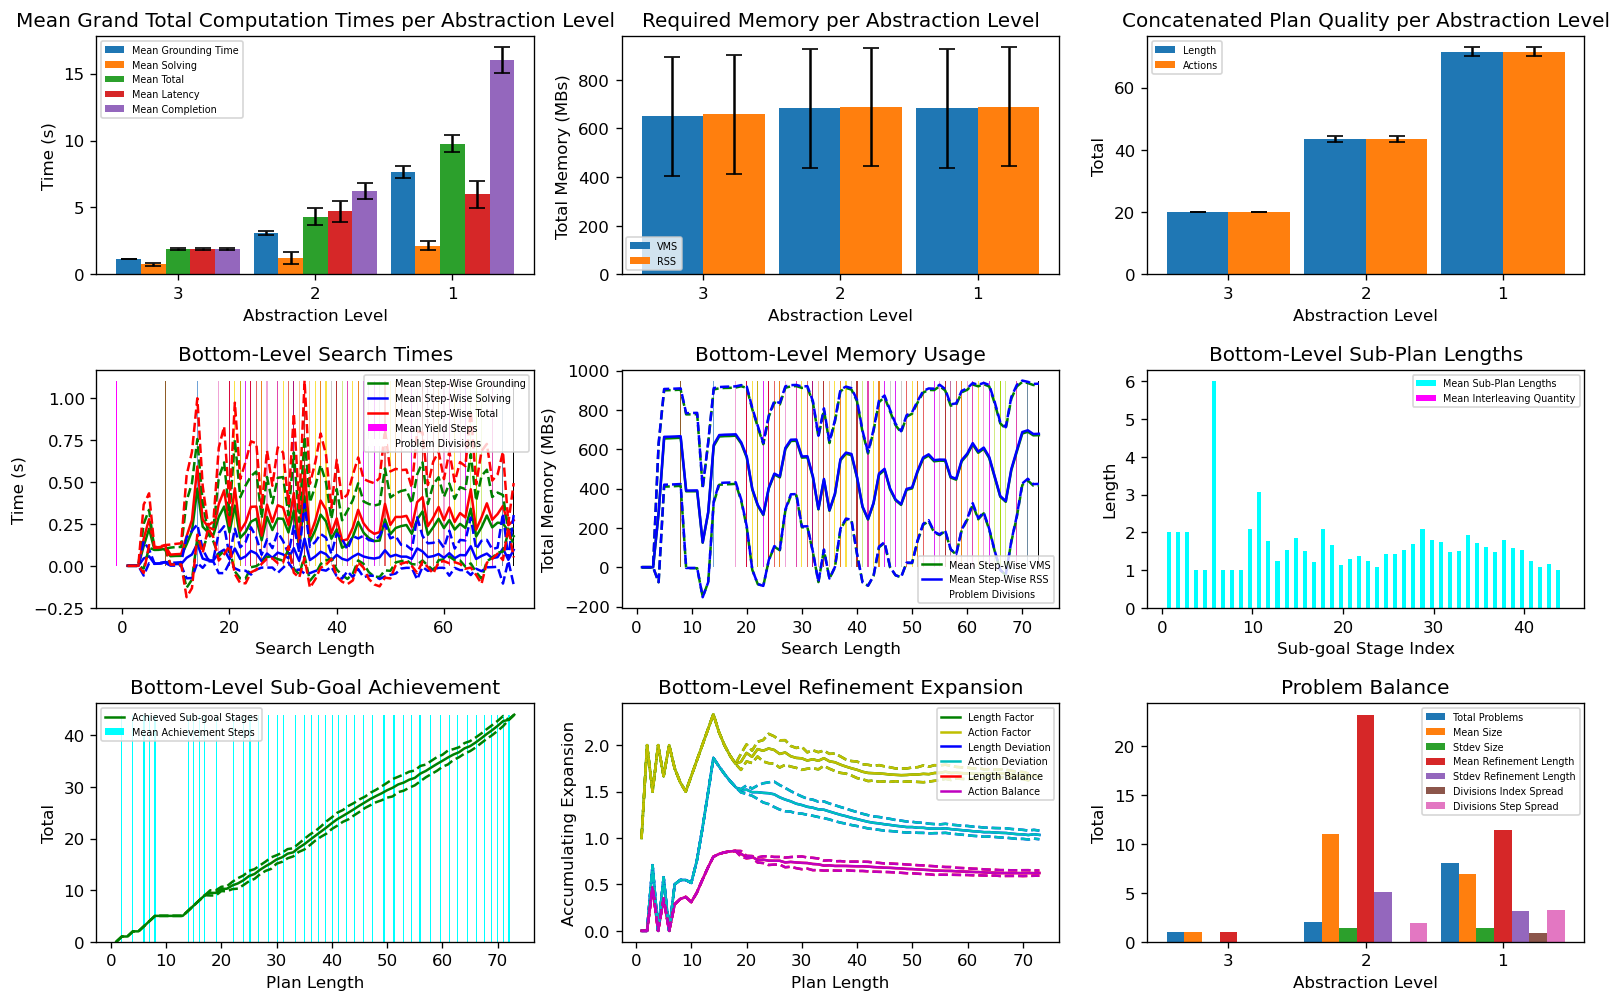 Mean Grand Total Computation Times per Abstraction Level
Required Memory per Abstraction Level
Concatenated Plan Quality per Abstraction Level
Time (s)
15
10
5
0
Mean Grounding Time
Mean Solving
Mean Total
Mean Latency
Mean Completion
3 2 1
Abstraction Level
Total Memory (MBs)
800
600
400
200
0
VMS
RSS
3 2 1
Abstraction Level
Total
60
40
20
0
Length
Actions
3 2 1
Abstraction Level
Bottom-Level Search Times
Time (s)
1.00
0.75
0.50
0.25
0.00
−0.25
Mean Step-Wise Grounding
Mean Step-Wise Solving
Mean Step-Wise Total
Mean Yield Steps
Problem Divisions
0 20 40 60
Search Length
Bottom-Level Memory Usage
Total Memory (MBs)
1000
800
600
400
200
0
−200
Mean Step-Wise VMS
Mean Step-Wise RSS
Problem Divisions
0 10 20 30 40 50 60 70
Search Length
Bottom-Level Sub-Plan Lengths
Length
6
5
4
3
2
1
0
Mean Sub-Plan Lengths
Mean Interleaving Quantity
0 10 20 30 40
Sub-goal Stage Index
Bottom-Level Sub-Goal Achievement
Total
40
30
20
10
0
Achieved Sub-goal Stages
Mean Achievement Steps
0 10 20 30 40 50 60 70
Plan Length
Bottom-Level Refinement Expansion
Accumulating Expansion
2.0
1.5
1.0
0.5
0.0
Length Factor
Action Factor
Length Deviation
Action Deviation
Length Balance
Action Balance
0 10 20 30 40 50 60 70
Plan Length
Problem Balance
Total
20
15
10
5
0
Total Problems
Mean Size
Stdev Size
Mean Refinement Length
Stdev Refinement Length
Divisions Index Spread
Divisions Step Spread
3 2 1
Abstraction Level